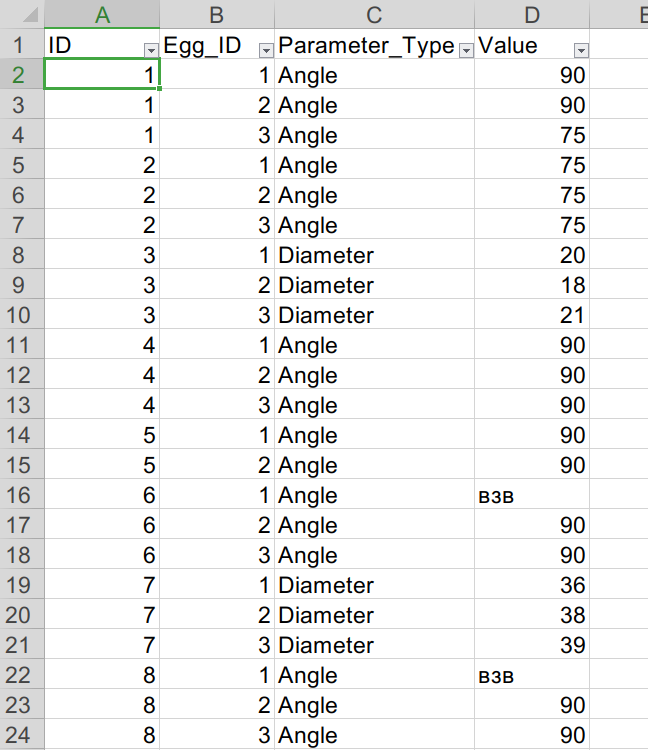 A B C D E
1 ID Egg_ID Parameter_Type Value
2 1 1 Angle 90
3 1 2 Angle 90
4 1 3 Angle 75
5 2 1 Angle 75
6 2 2 Angle 75
7 2 3 Angle 75
8 3 1 Diameter 20
9 3 2 Diameter 18
10 3 3 Diameter 21
11 4 1 Angle 90
12 4 2 Angle 90
13 4 3 Angle 90
14 5 1 Angle 90
15 5 2 Angle 90
16 6 1 Angle взв
17 6 2 Angle 90
18 6 3 Angle 90
19 7 1 Diameter 36
20 7 2 Diameter 38
21 7 3 Diameter 39
22 8 1 Angle взв
23 8 2 Angle 90
24 8 3 Angle 90